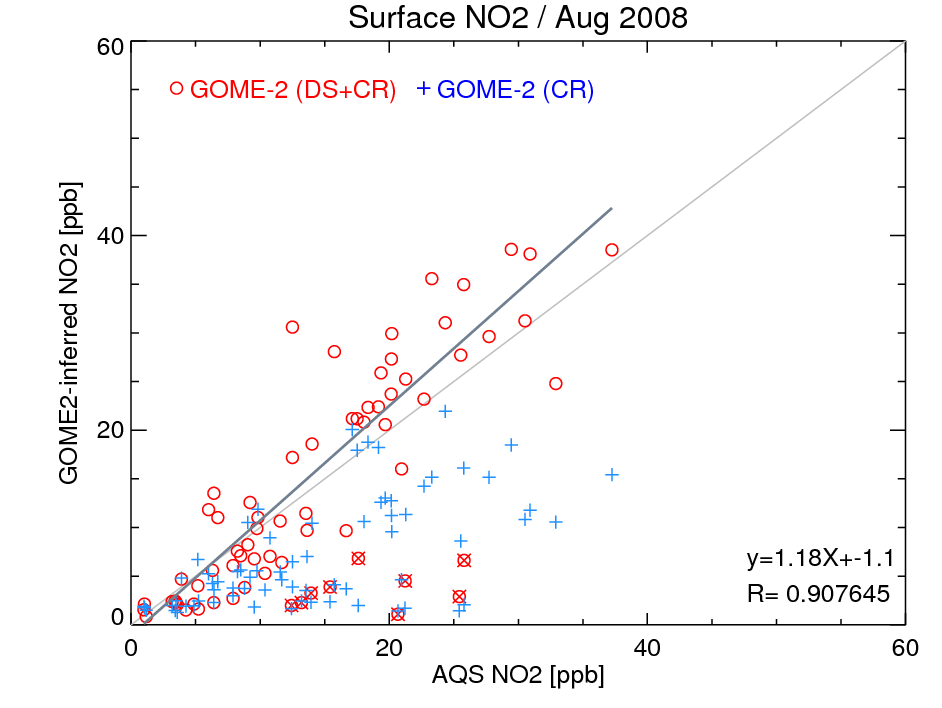 Surface NO2 / Aug 2008
60
GOME-2 (DS+CR) + GOME-2 (CR)
40
GOME2-inferred NO2 [ppb]
20
y=1.18X+-1.1
R= 0.907645
0
0 20 40 60
AQS NO2 [ppb]